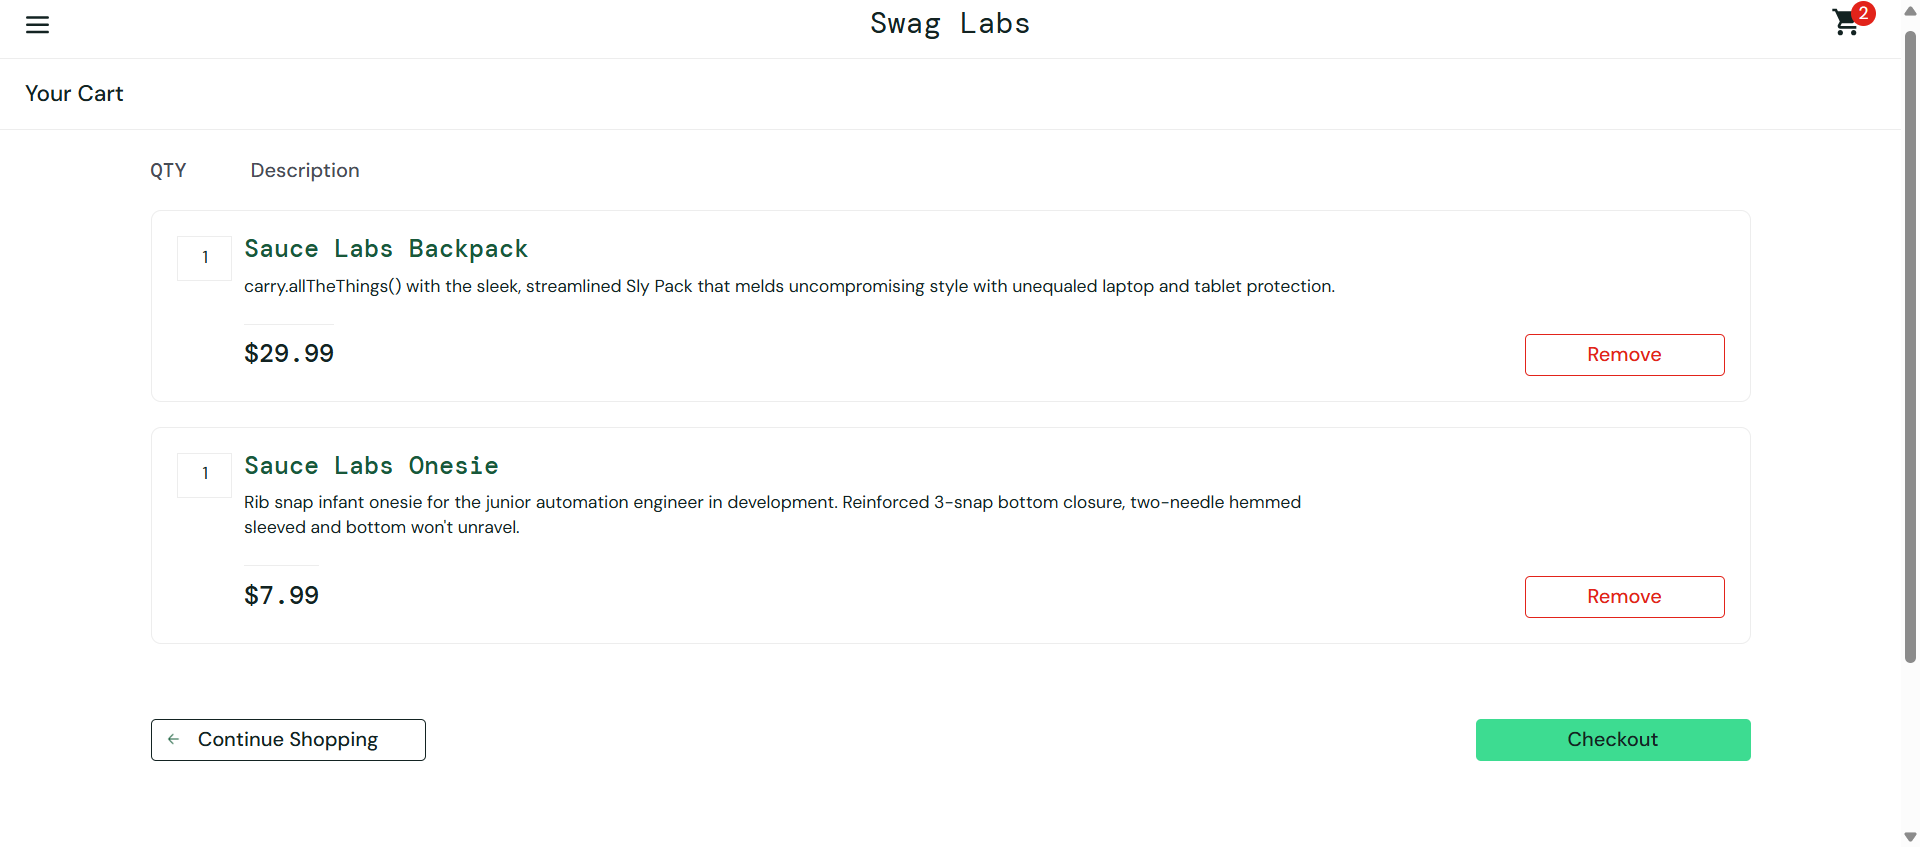 Swag Labs
2
Your Cart
QTY Description
1
Sauce Labs Backpack
carry.allTheThings() with the sleek, streamlined Sly Pack that melds uncompromising style with unequaled laptop and tablet protection.
$29.99
Remove
1
Sauce Labs Onesie
Rib snap infant onesie for the junior automation engineer in development. Reinforced 3-snap bottom closure, two-needle hemmed
sleeved and bottom won't unravel.
$7.99
Remove
Continue Shopping
Checkout